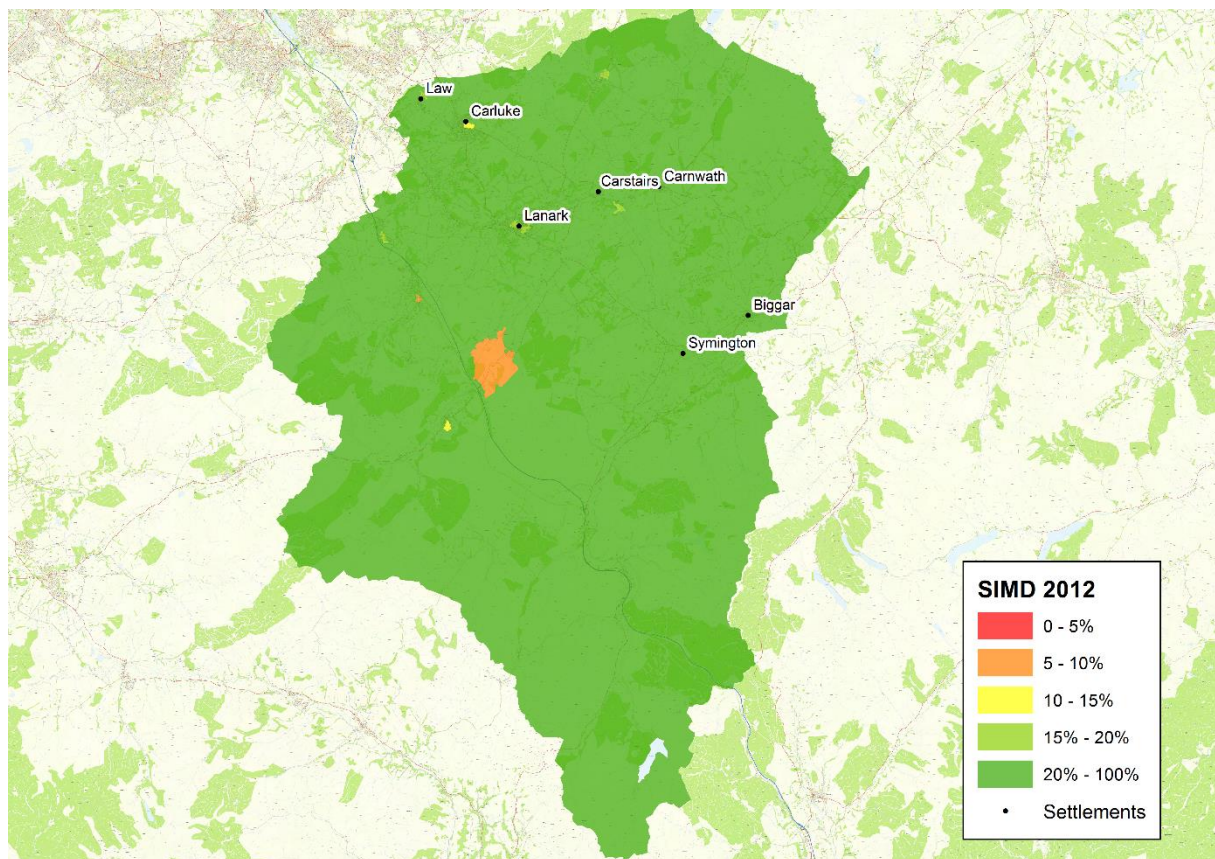 Law
Carluke
Carstairs
Carnwath
Lanark
Biggar
Symington
SIMD 2012
0 - 5%
5 - 10%
10 - 15%
15% - 20%
20% - 100%
Settlements